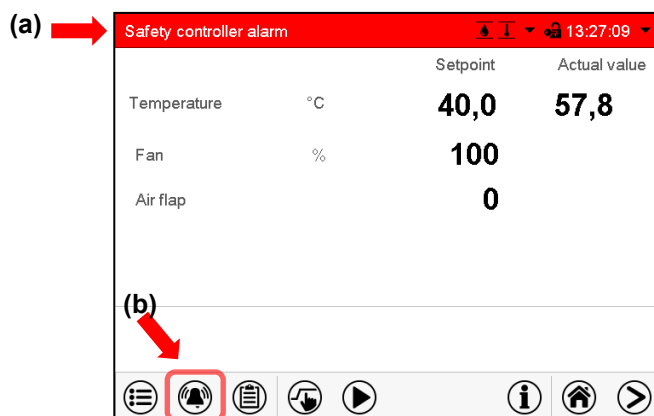 (a)
Safety controller alarm 13:27:09
Setpoint Actual value
Temperature °C 40,0 57,8
Fan % 100
Air flap 0
(b)